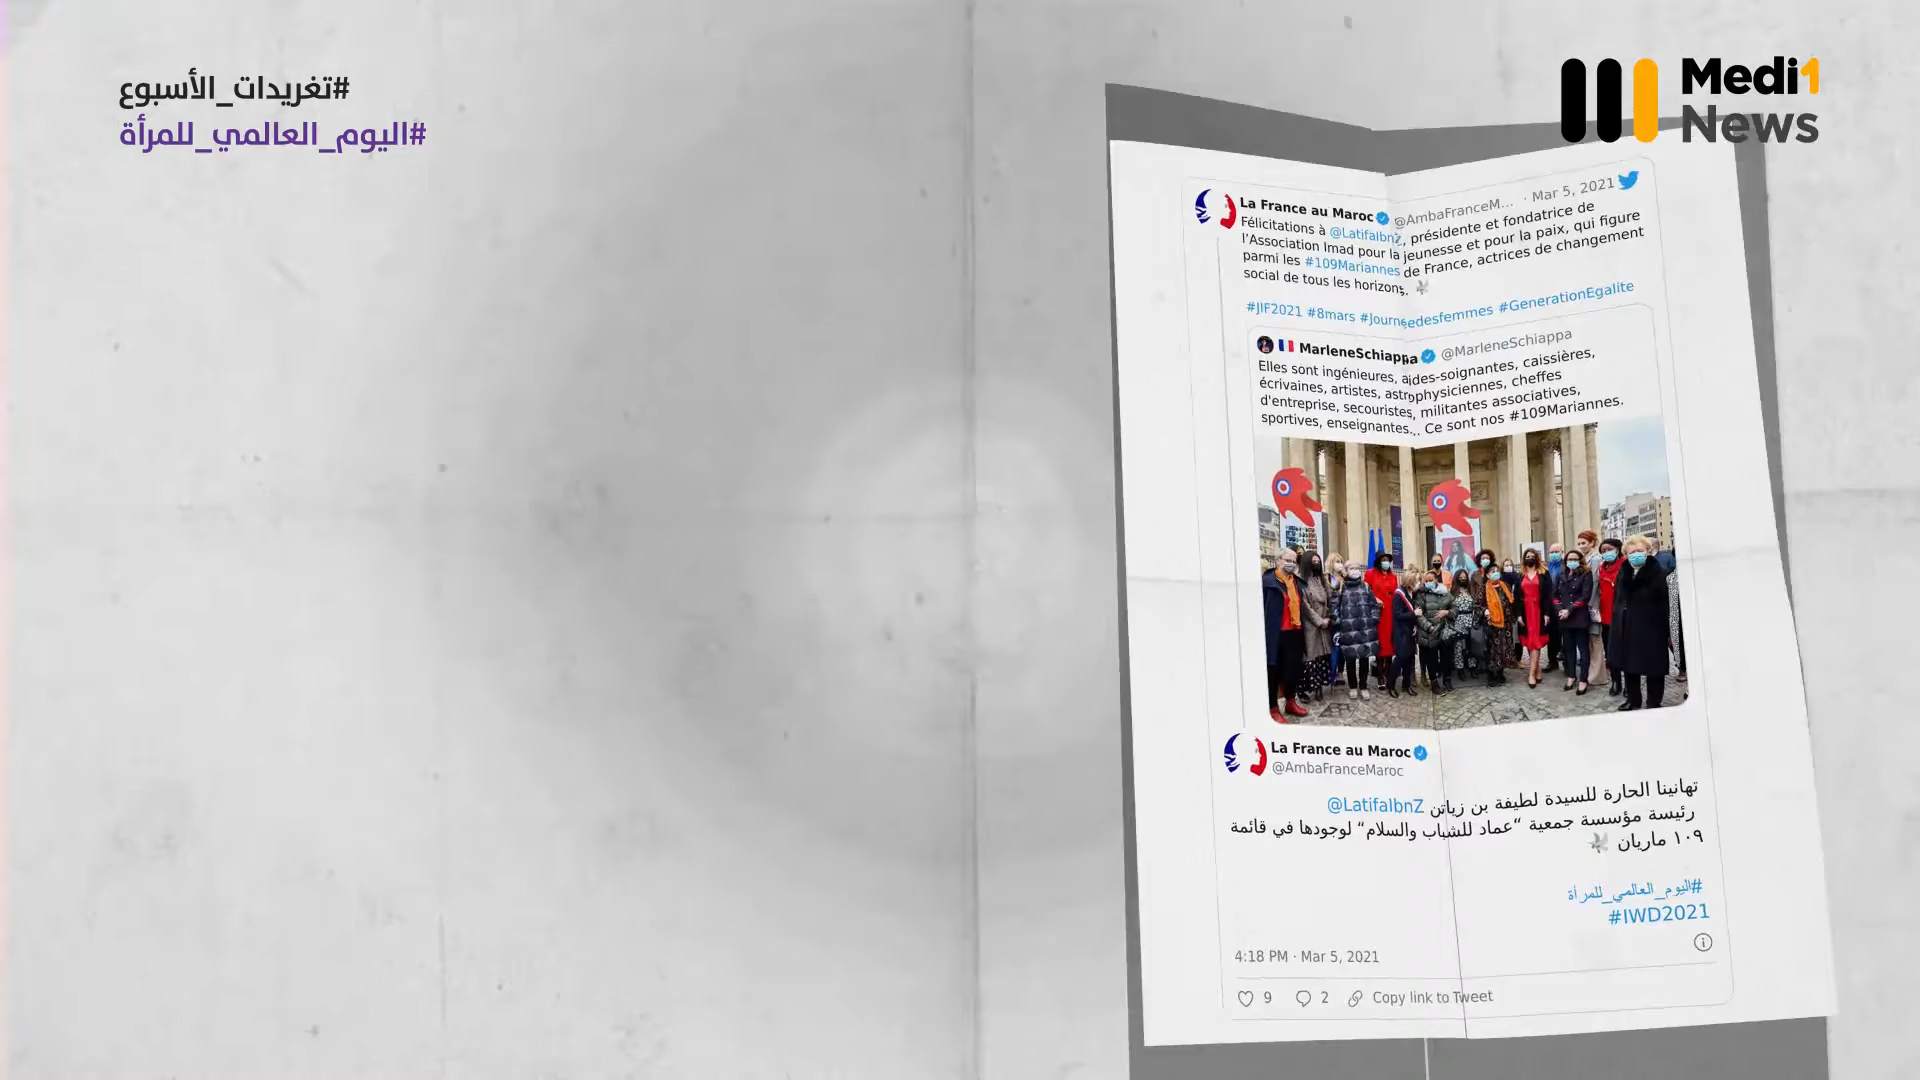 #تغريدات_الأسبوع
#اليوم_العالمي_للمرأة
Medi1
News
La France au Maroc @AmbaFranceM... · Mar 5, 2021
Félicitations à @LatifaIbnZ, présidente et fondatrice de
l'Association Imad pour la jeunesse et pour la paix, qui figure
parmi les #109Mariannes de France, actrices de changement
social de tous les horizons. 🕊
#JIF2021 #8mars #Journeedesfemmes #GenerationEgalite
🇫🇷 MarleneSchiappa @MarleneSchiappa
Elles sont ingénieures, aides-soignantes, caissières,
écrivaines, artistes, astrophysiciennes, cheffes
d'entreprise, secouristes, militantes associatives,
sportives, enseignantes... Ce sont nos #109Mariannes.
La France au Maroc
@AmbaFranceMaroc
تهانينا الحارة للسيدة لطيفة بن زياتن @LatifaIbnZ
رئيسة مؤسسة جمعية “عماد للشباب والسلام“ لوجودها في قائمة
١٠٩ ماريان 🕊
#اليوم_العالمي_للمرأة
#IWD2021
4:18 PM · Mar 5, 2021
9 2 Copy link to Tweet